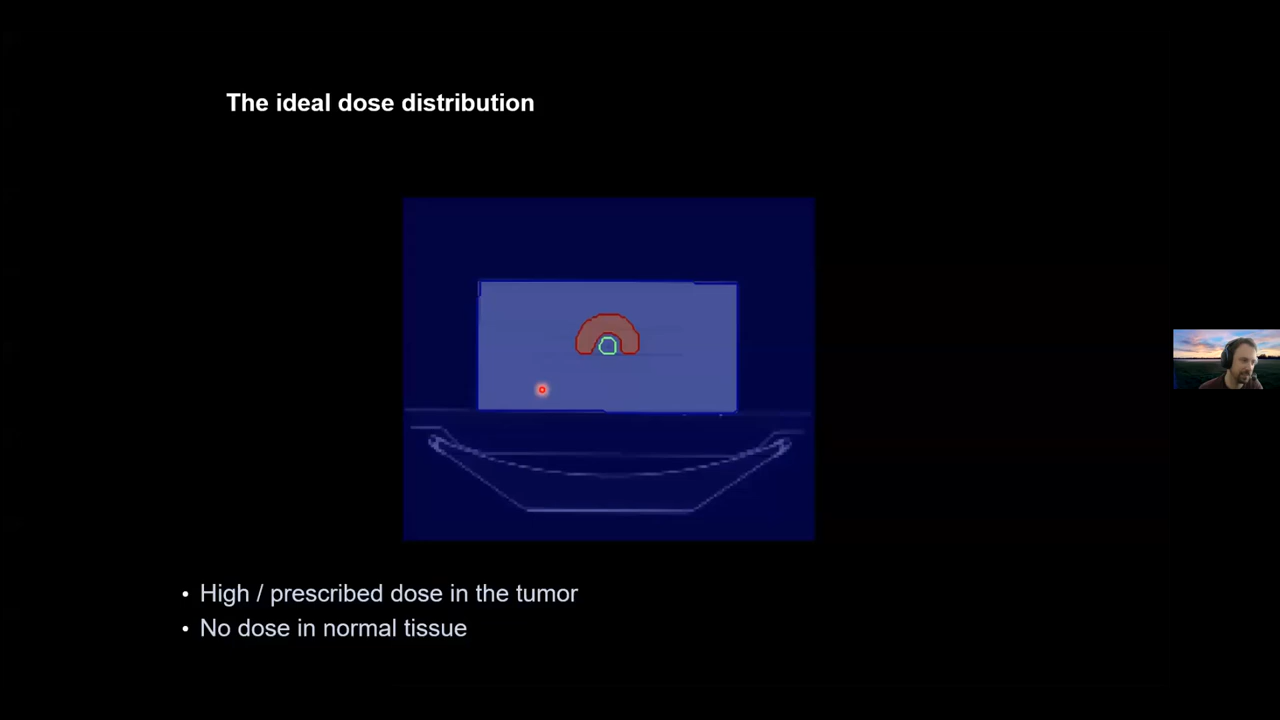 The ideal dose distribution
• High / prescribed dose in the tumor
• No dose in normal tissue